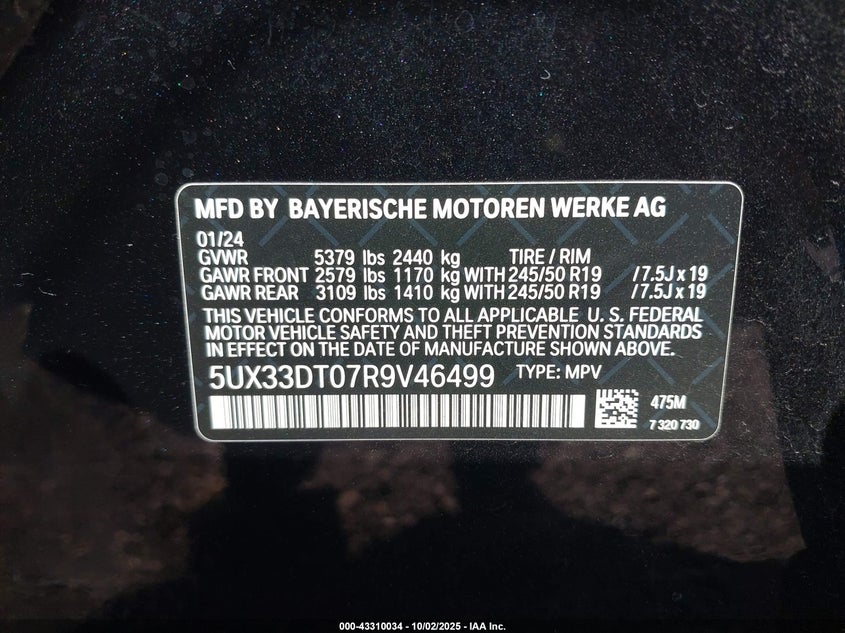 MFD BY BAYERISCHE MOTOREN WERKE AG
01/24
GVWR 5379 lbs 2440 kg TIRE / RIM
GAWR FRONT 2579 lbs 1170 kg WITH 245/50 R19 / 7.5J x 19
GAWR REAR 3109 lbs 1410 kg WITH 245/50 R19 / 7.5J x 19
THIS VEHICLE CONFORMS TO ALL APPLICABLE U. S. FEDERAL
MOTOR VEHICLE SAFETY AND THEFT PREVENTION STANDARDS
IN EFFECT ON THE DATE OF MANUFACTURE SHOWN ABOVE.
5UX33DT07R9V46499 TYPE: MPV
475M
7 320 730
000-43310034 - 10/02/2025 - IAA Inc.